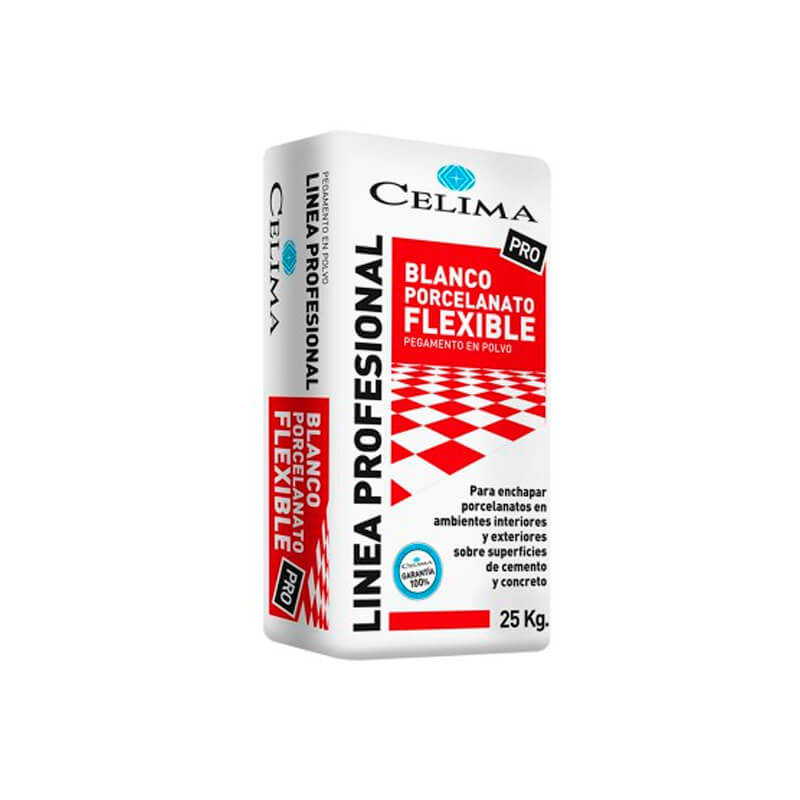 CELIMA
PRO
BLANCO
PORCELANATO
FLEXIBLE
PEGAMENTO EN POLVO
LINEA PROFESIONAL
Para enchapar
porcelanatos en
ambientes interiores
y exteriores
sobre superficies
de cemento
y concreto
CELIMA
GARANTÍA
100%
25 Kg.
CELIMA
PEGAMENTO EN POLVO
LINEA PROFESIONAL
BLANCO
PORCELANATO
FLEXIBLE
PRO